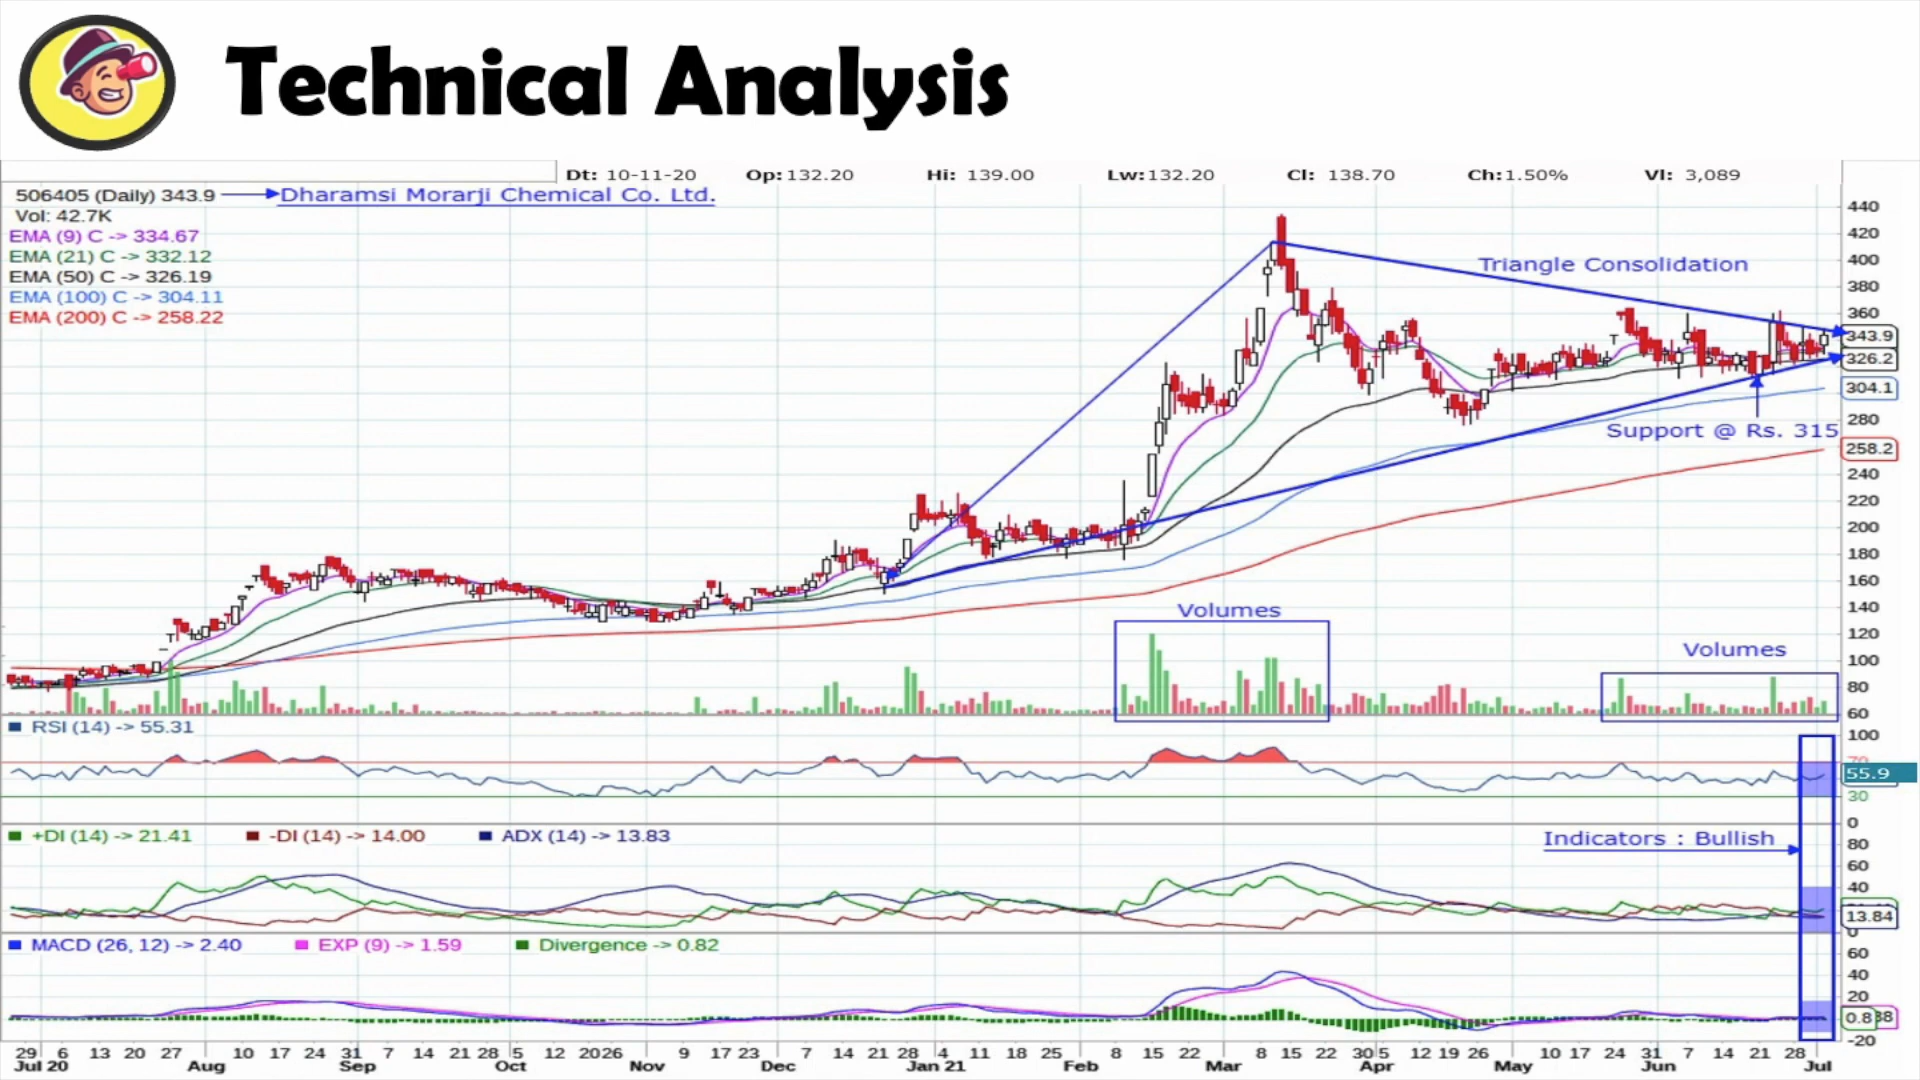 Technical Analysis
Dt: 10-11-20 Op:132.20 Hi: 139.00 Lw:132.20 Cl: 138.70 Ch:1.50% Vl: 3,089
506405 (Daily) 343.9 Dharamsi Morarji Chemical Co. Ltd.
Vol: 42.7K
EMA (9) C -> 334.67
EMA (21) C -> 332.12
EMA (50) C -> 326.19
EMA (100) C -> 304.11
EMA (200) C -> 258.22
440
420
400
Triangle Consolidation
380
360
343.9
326.2
304.1
280
Support @ Rs. 315
258.2
240
220
200
180
160
140
Volumes
120
Volumes
100
80
60
RSI (14) -> 55.31
100
70
55.9
30
0
+DI (14) -> 21.41 -DI (14) -> 14.00 ADX (14) -> 13.83
Indicators : Bullish
80
60
40
13.84
0
MACD (26, 12) -> 2.40 EXP (9) -> 1.59 Divergence -> 0.82
60
40
20
0.8
-20
29 6 13 20 27 10 17 24 31 7 14 21 28 5 12 2026 9 17 23 7 14 21 28 4 11 18 25 8 15 22 8 15 22 30 5 12 19 26 10 17 24 31 7 14 21 28
Jul 20 Aug Sep Oct Nov Dec Jan 21 Feb Mar Apr May Jun Jul